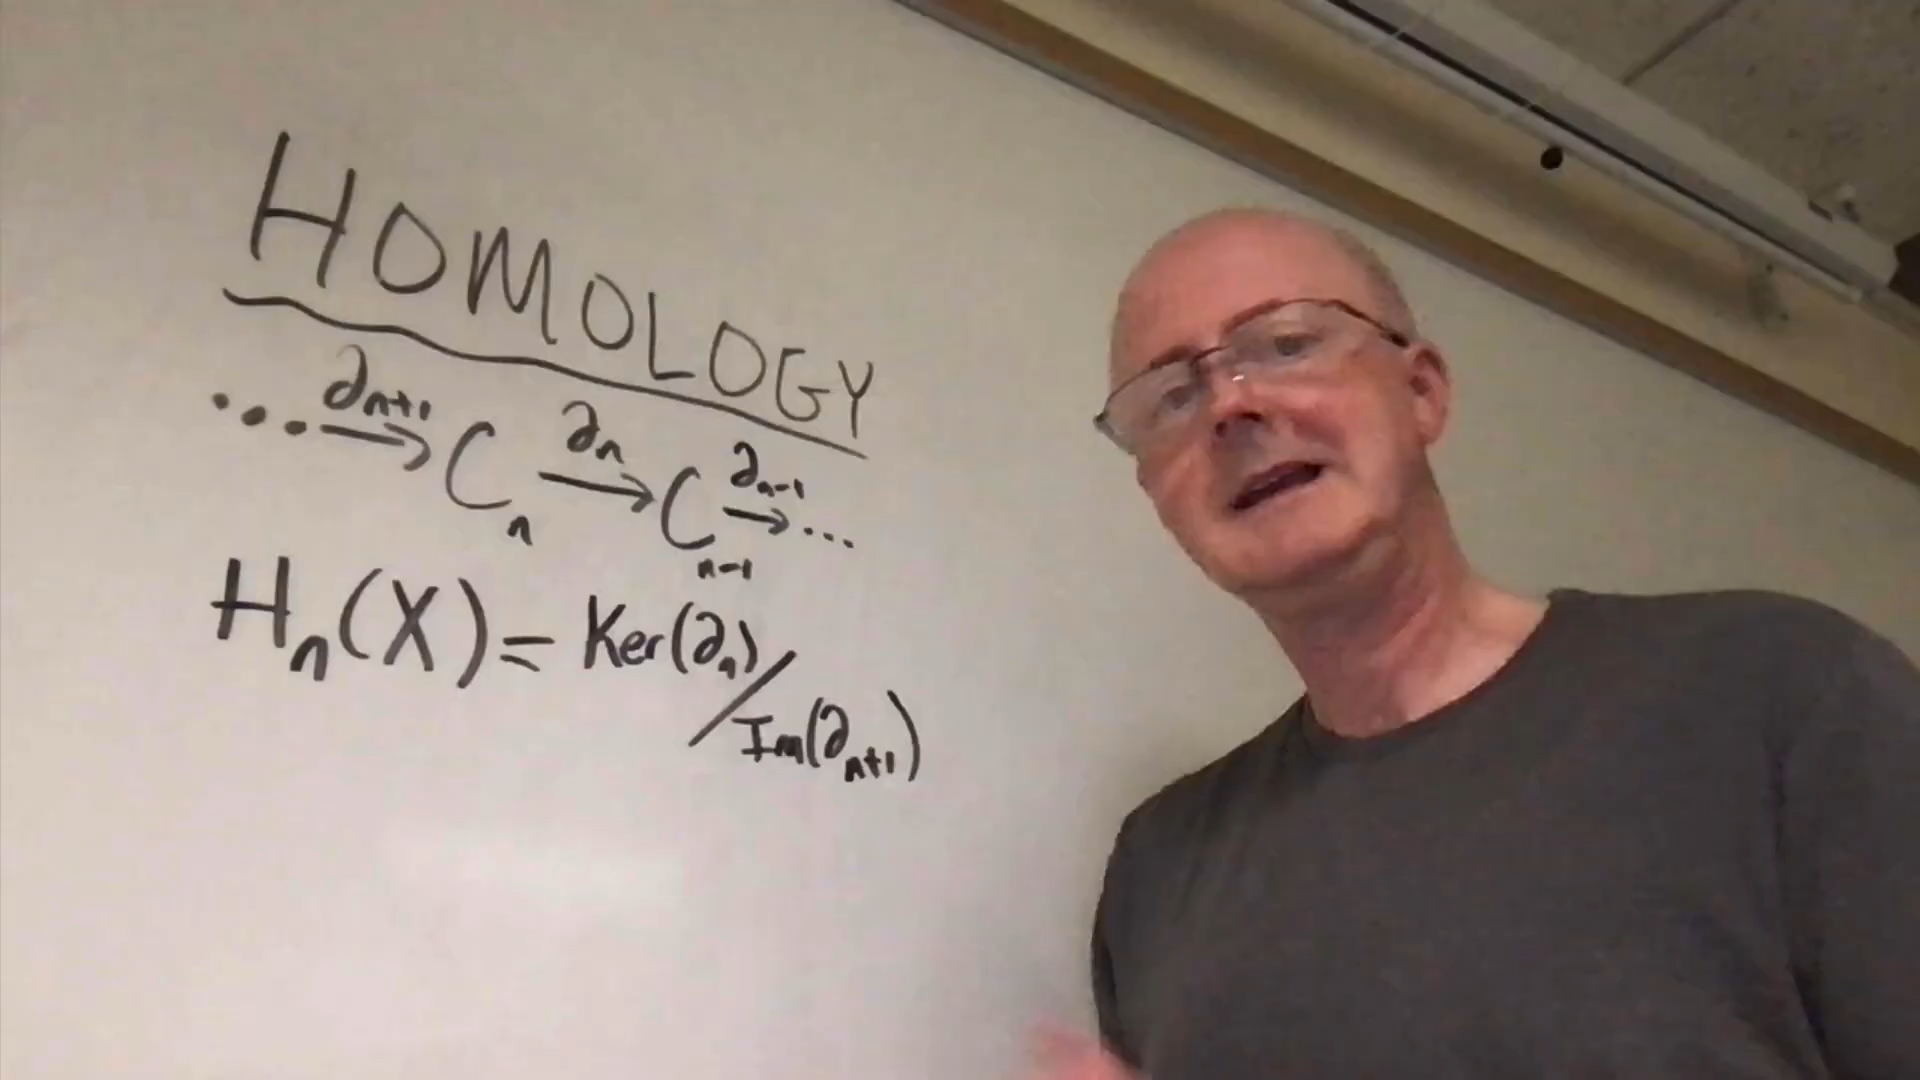 HOMOLOGY
... ∂ₙ₊₁ → Cₙ ∂ₙ → Cₙ₋₁ ∂ₙ₋₁ → ...
Hₙ(X) = Ker(∂ₙ) / Im(∂ₙ₊₁)